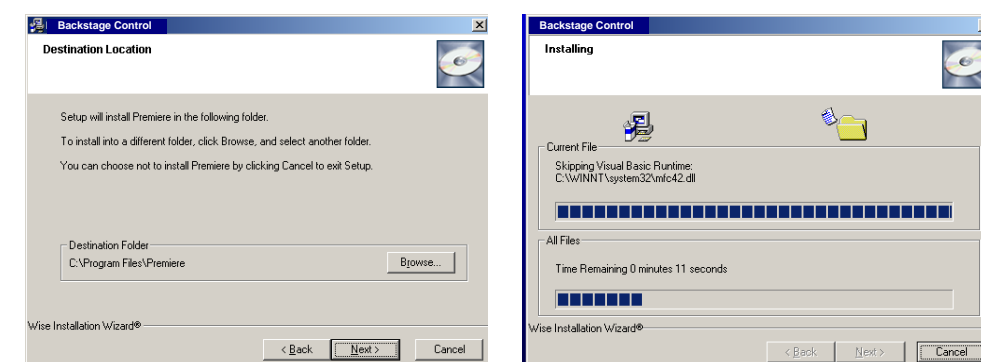 Backstage Control
Destination Location
Setup will install Premiere in the following folder.
To install into a different folder, click Browse, and select another folder.
You can choose not to install Premiere by clicking Cancel to exit Setup.
Destination Folder
C:\Program Files\Premiere
Browse...
Wise Installation Wizard®
< Back
Next >
Cancel
Backstage Control
Installing
Current File
Skipping Visual Basic Runtime:
C:\WINNT\system32\mfc42.dll
All Files
Time Remaining 0 minutes 11 seconds
Wise Installation Wizard®
< Back
Next >
Cancel